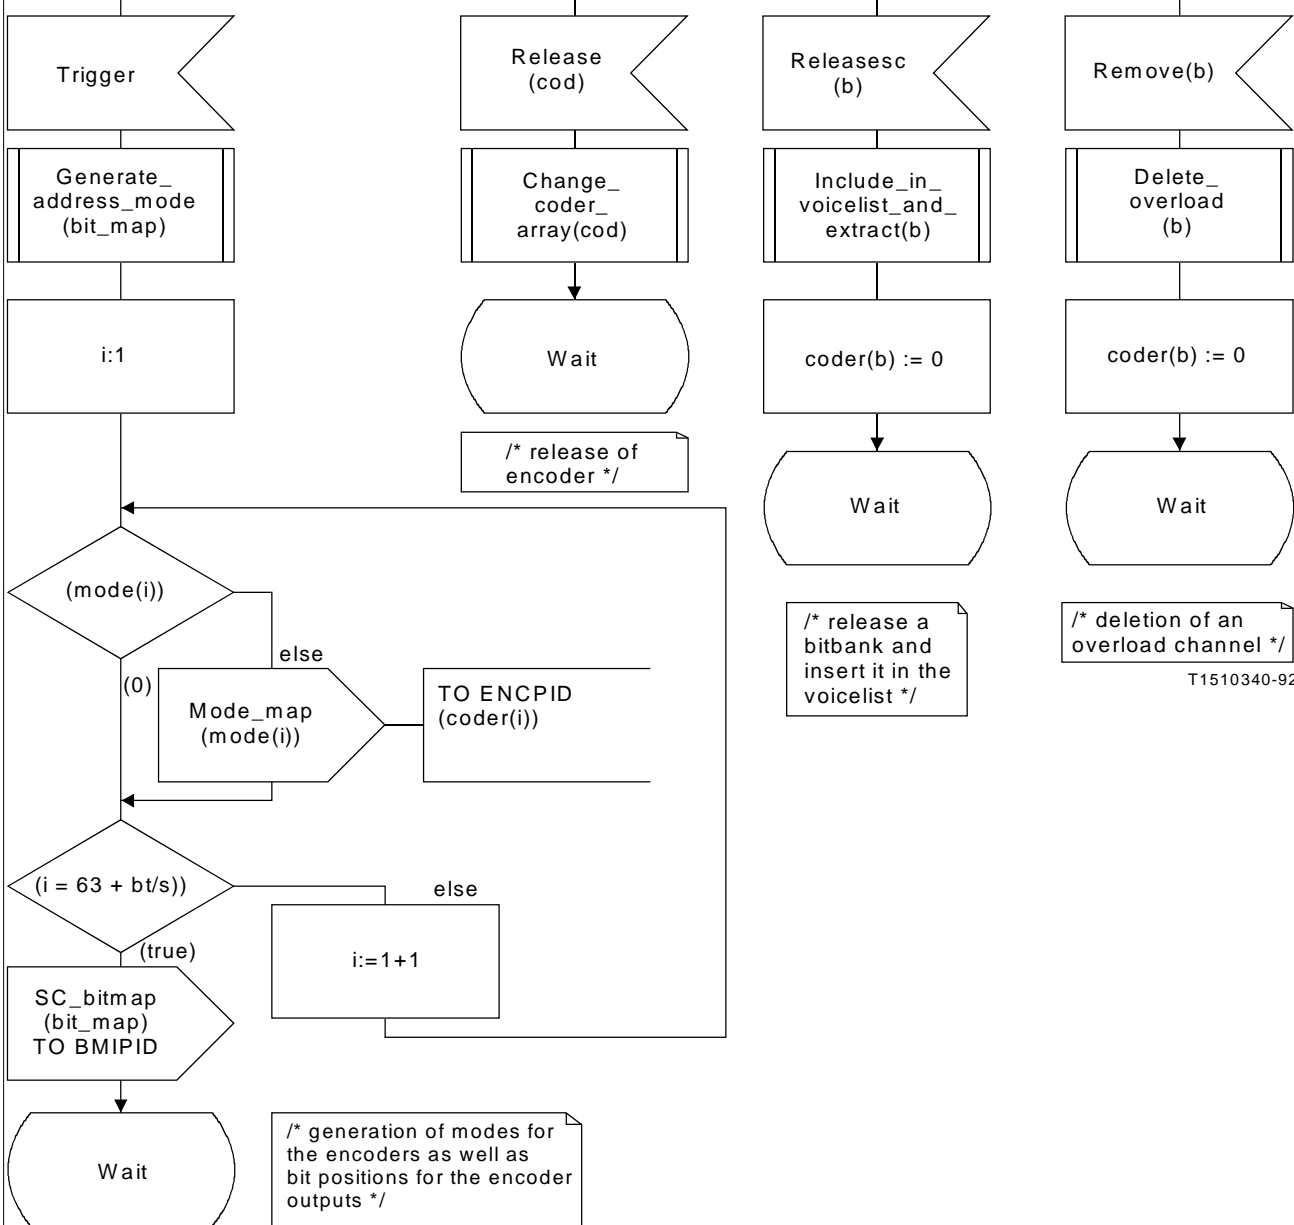 Trigger
Generate_
address_mode
(bit_map)
i:1
(mode(i))
(0)
else
Mode_map
(mode(i))
TO ENCPID
(coder(i))
(i = 63 + bt/s))
else
(true)
i:=1+1
SC_bitmap
(bit_map)
TO BMIPID
Wait
/* generation of modes for
the encoders as well as
bit positions for the encoder
outputs */
Release
(cod)
Change_
coder_
array(cod)
Wait
/* release of
encoder */
Releasesc
(b)
Include_in_
voicelist_and_
extract(b)
coder(b) := 0
Wait
/* release a
bitbank and
insert it in the
voicelist */
Remove(b)
Delete_
overload
(b)
coder(b) := 0
Wait
/* deletion of an
overload channel */
T1510340-92